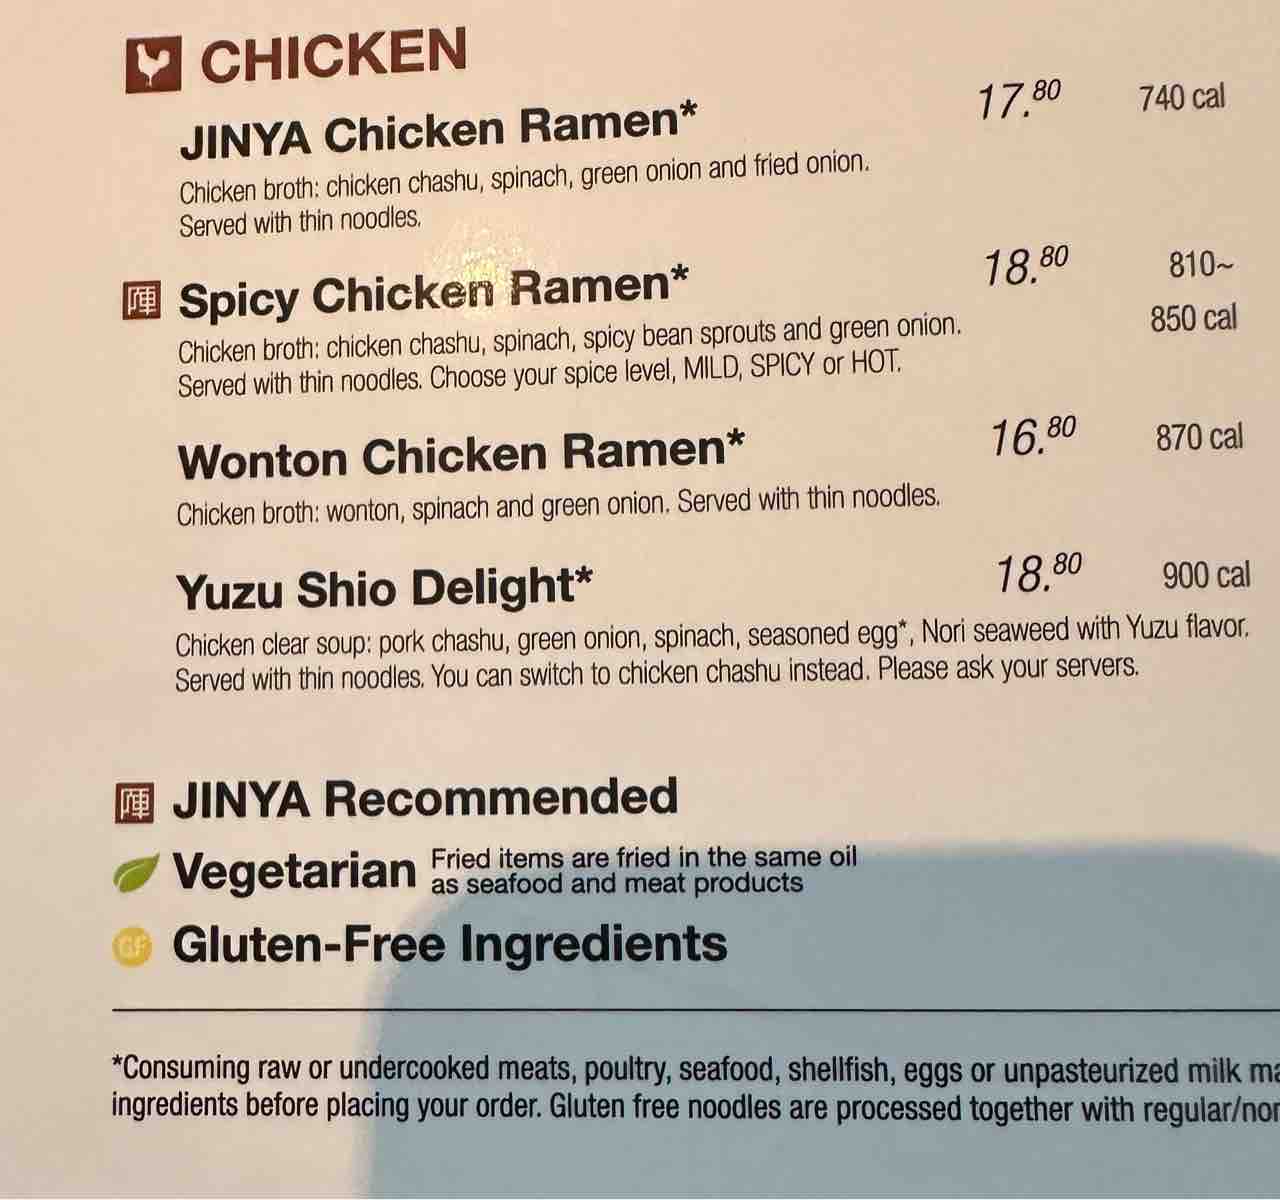 CHICKEN
JINYA Chicken Ramen* 17.80 740 cal
Chicken broth: chicken chashu, spinach, green onion and fried onion.
Served with thin noodles.
陣 Spicy Chicken Ramen* 18.80 810~
850 cal
Chicken broth: chicken chashu, spinach, spicy bean sprouts and green onion.
Served with thin noodles. Choose your spice level, MILD, SPICY or HOT.
Wonton Chicken Ramen* 16.80 870 cal
Chicken broth: wonton, spinach and green onion. Served with thin noodles.
Yuzu Shio Delight* 18.80 900 cal
Chicken clear soup: pork chashu, green onion, spinach, seasoned egg*, Nori seaweed with Yuzu flavor.
Served with thin noodles. You can switch to chicken chashu instead. Please ask your servers.
陣 JINYA Recommended
Vegetarian Fried items are fried in the same oil
as seafood and meat products
GF Gluten-Free Ingredients
*Consuming raw or undercooked meats, poultry, seafood, shellfish, eggs or unpasteurized milk ma
ingredients before placing your order. Gluten free noodles are processed together with regular/non